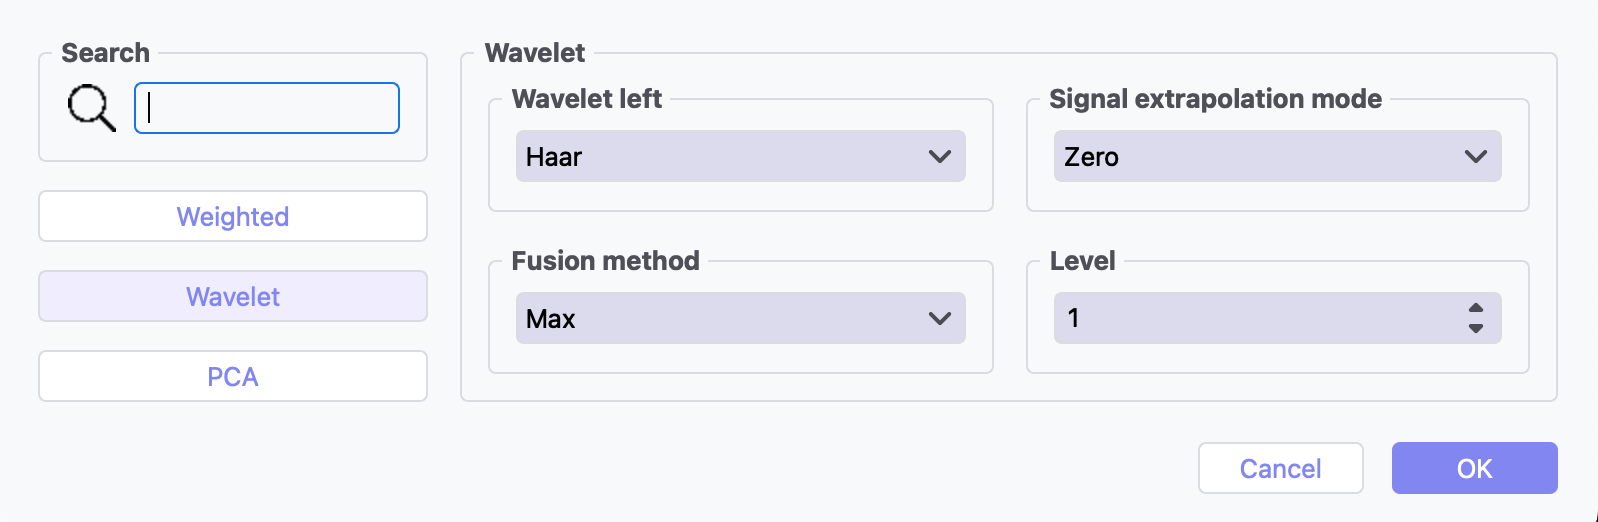 Search
Weighted
Wavelet
PCA
Wavelet
Wavelet left
Haar
Signal extrapolation mode
Zero
Fusion method
Max
Level
1
Cancel
OK